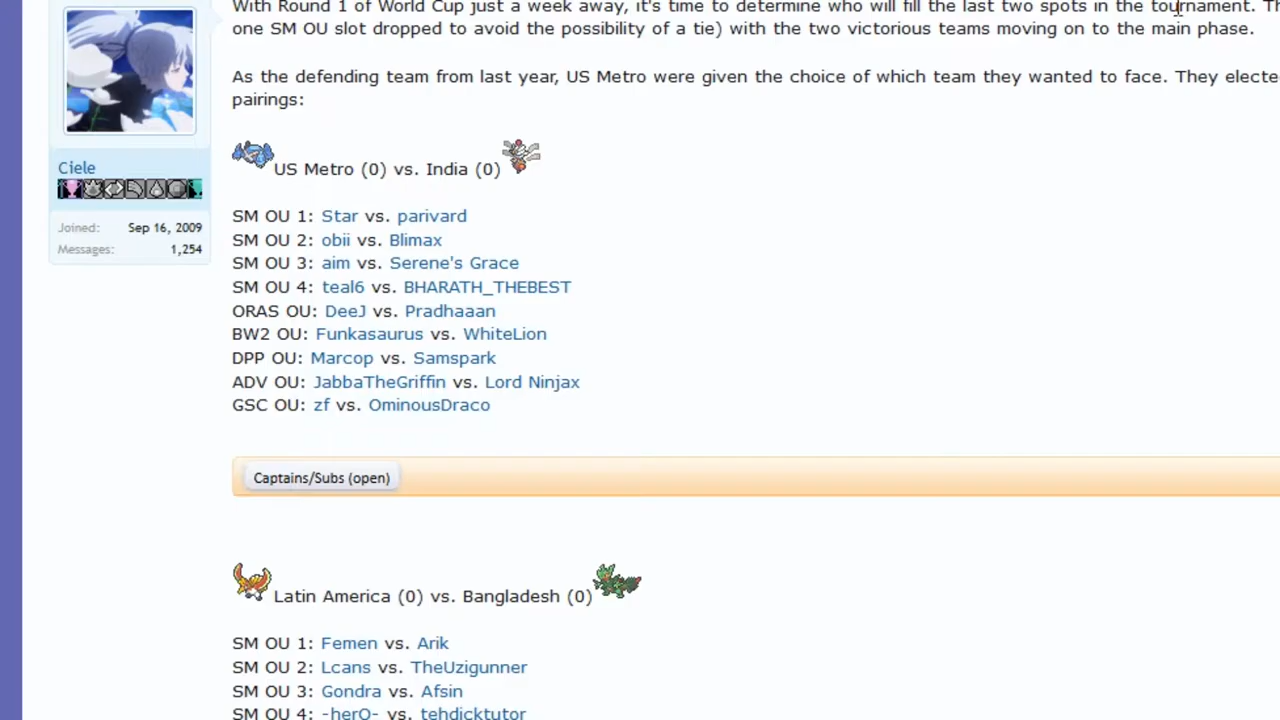 With Round 1 of World Cup just a week away, it's time to determine who will fill the last two spots in the tournament.
one SM OU slot dropped to avoid the possibility of a tie) with the two victorious teams moving on to the main phase.
As the defending team from last year, US Metro were given the choice of which team they wanted to face. They
pairings:
Ciele
Joined: Sep 16, 2009
Messages: 1,254
US Metro (0) vs. India (0)
SM OU 1: Star vs. parivard
SM OU 2: obii vs. Blimax
SM OU 3: aim vs. Serene's Grace
SM OU 4: teal6 vs. BHARATH_THEBEST
ORAS OU: DeeJ vs. Pradhaaan
BW2 OU: Funkasaurus vs. WhiteLion
DPP OU: Marcop vs. Samspark
ADV OU: JabbaTheGriffin vs. Lord Ninjax
GSC OU: zf vs. OminousDraco
Captains/Subs (open)
Latin America (0) vs. Bangladesh (0)
SM OU 1: Femen vs. Arik
SM OU 2: Lcans vs. TheUzigunner
SM OU 3: Gondra vs. Afsin
SM OU 4: -herO- vs. tehdicktutor